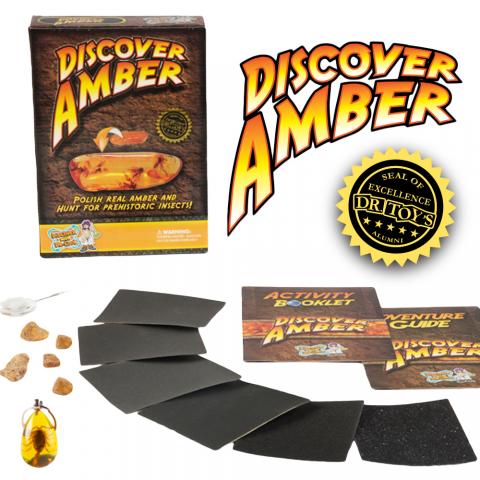 DISCOVER
AMBER
POLISH REAL AMBER AND
HUNT FOR PREHISTORIC INSECTS!
WARNING:
DISCOVER
AMBER
SEAL OF
EXCELLENCE
DR. TOY'S
ALUMNI
ACTIVITY
BOOKLET
DISCOVER
AMBER
ADVENTURE
GUIDE
DISCOVER
AMBER